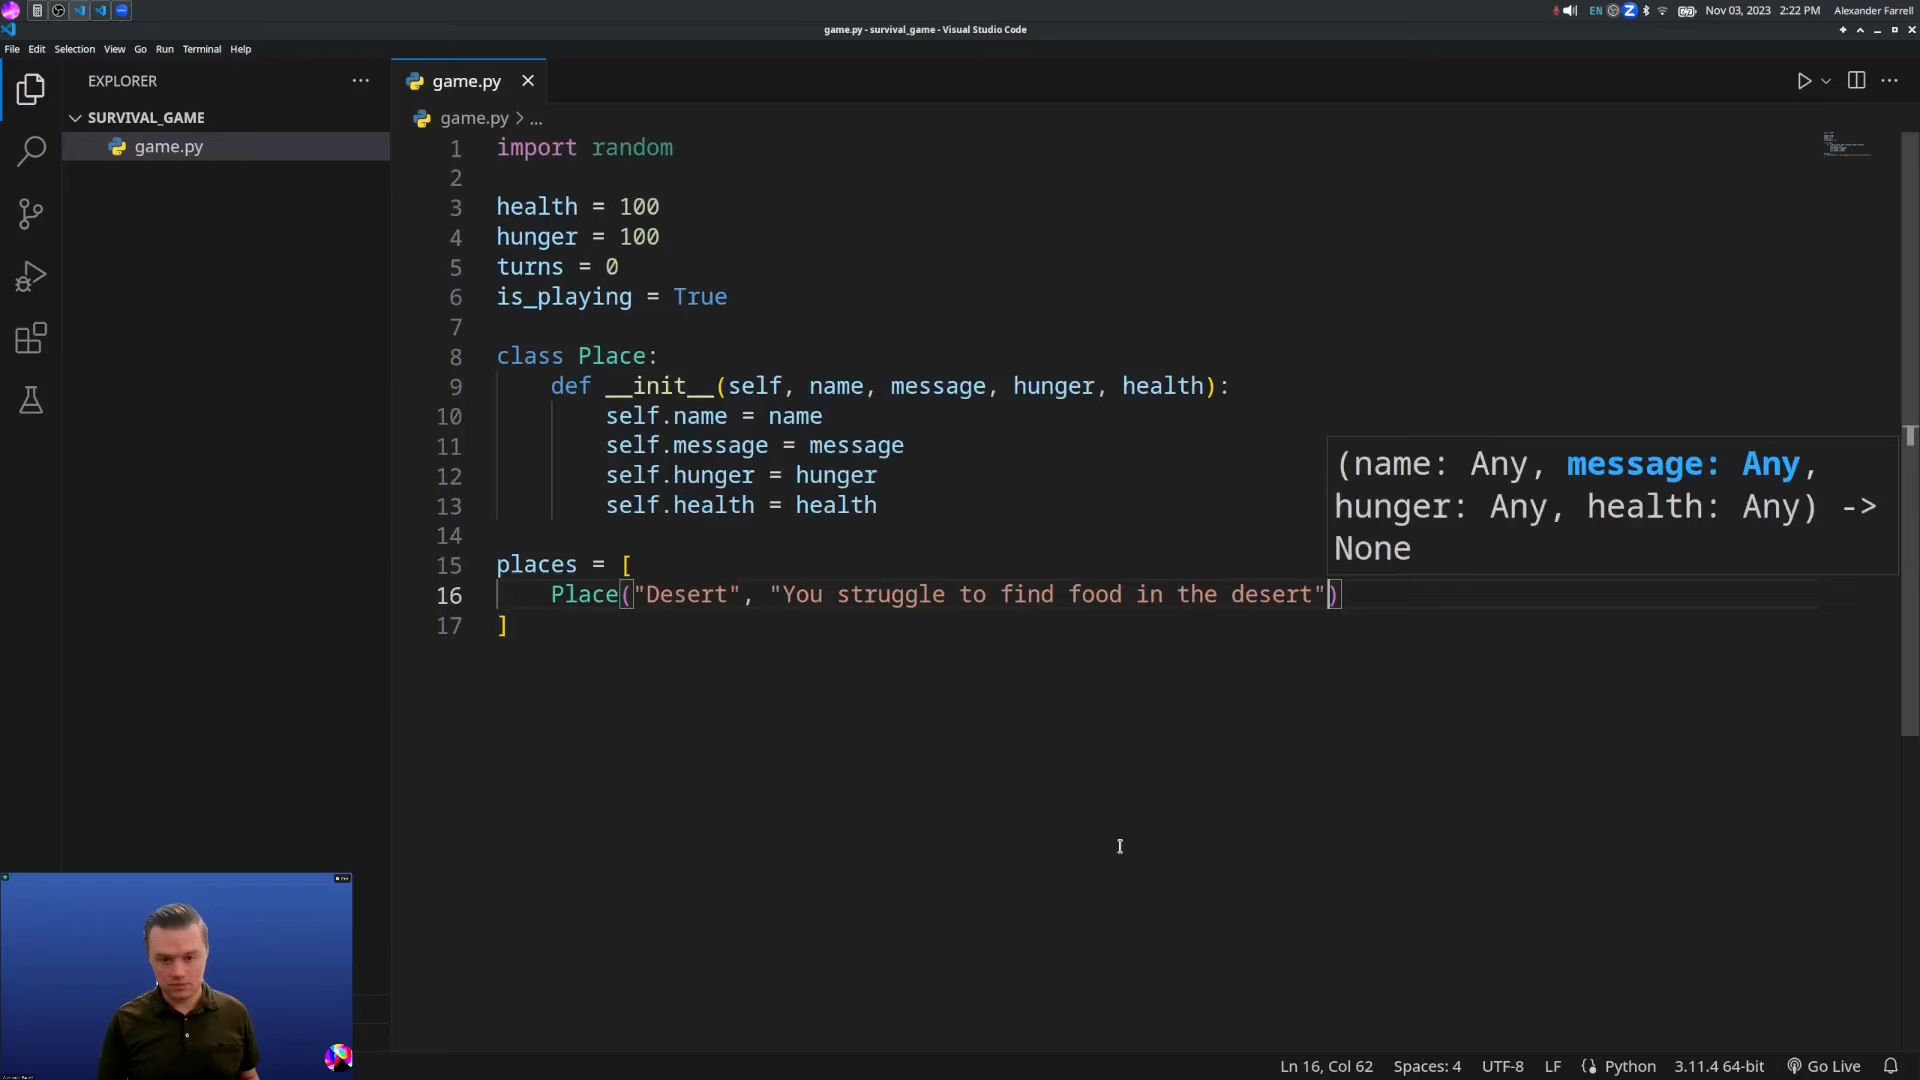 EN
Nov 03, 2023 2:22 PM Alexander Farrell
game.py - survival_game - Visual Studio Code
File Edit Selection View Go Run Terminal Help
EXPLORER
SURVIVAL_GAME
game.py
game.py
game.py > ...
1 import random
2
3 health = 100
4 hunger = 100
5 turns = 0
6 is_playing = True
7
8 class Place:
9 def __init__(self, name, message, hunger, health):
10 self.name = name
11 self.message = message
12 self.hunger = hunger
13 self.health = health
14
15 places = [
16 Place("Desert", "You struggle to find food in the desert")
17 ]
(name: Any, message: Any,
hunger: Any, health: Any) ->
None
Ln 16, Col 62 Spaces: 4 UTF-8 LF Python 3.11.4 64-bit Go Live